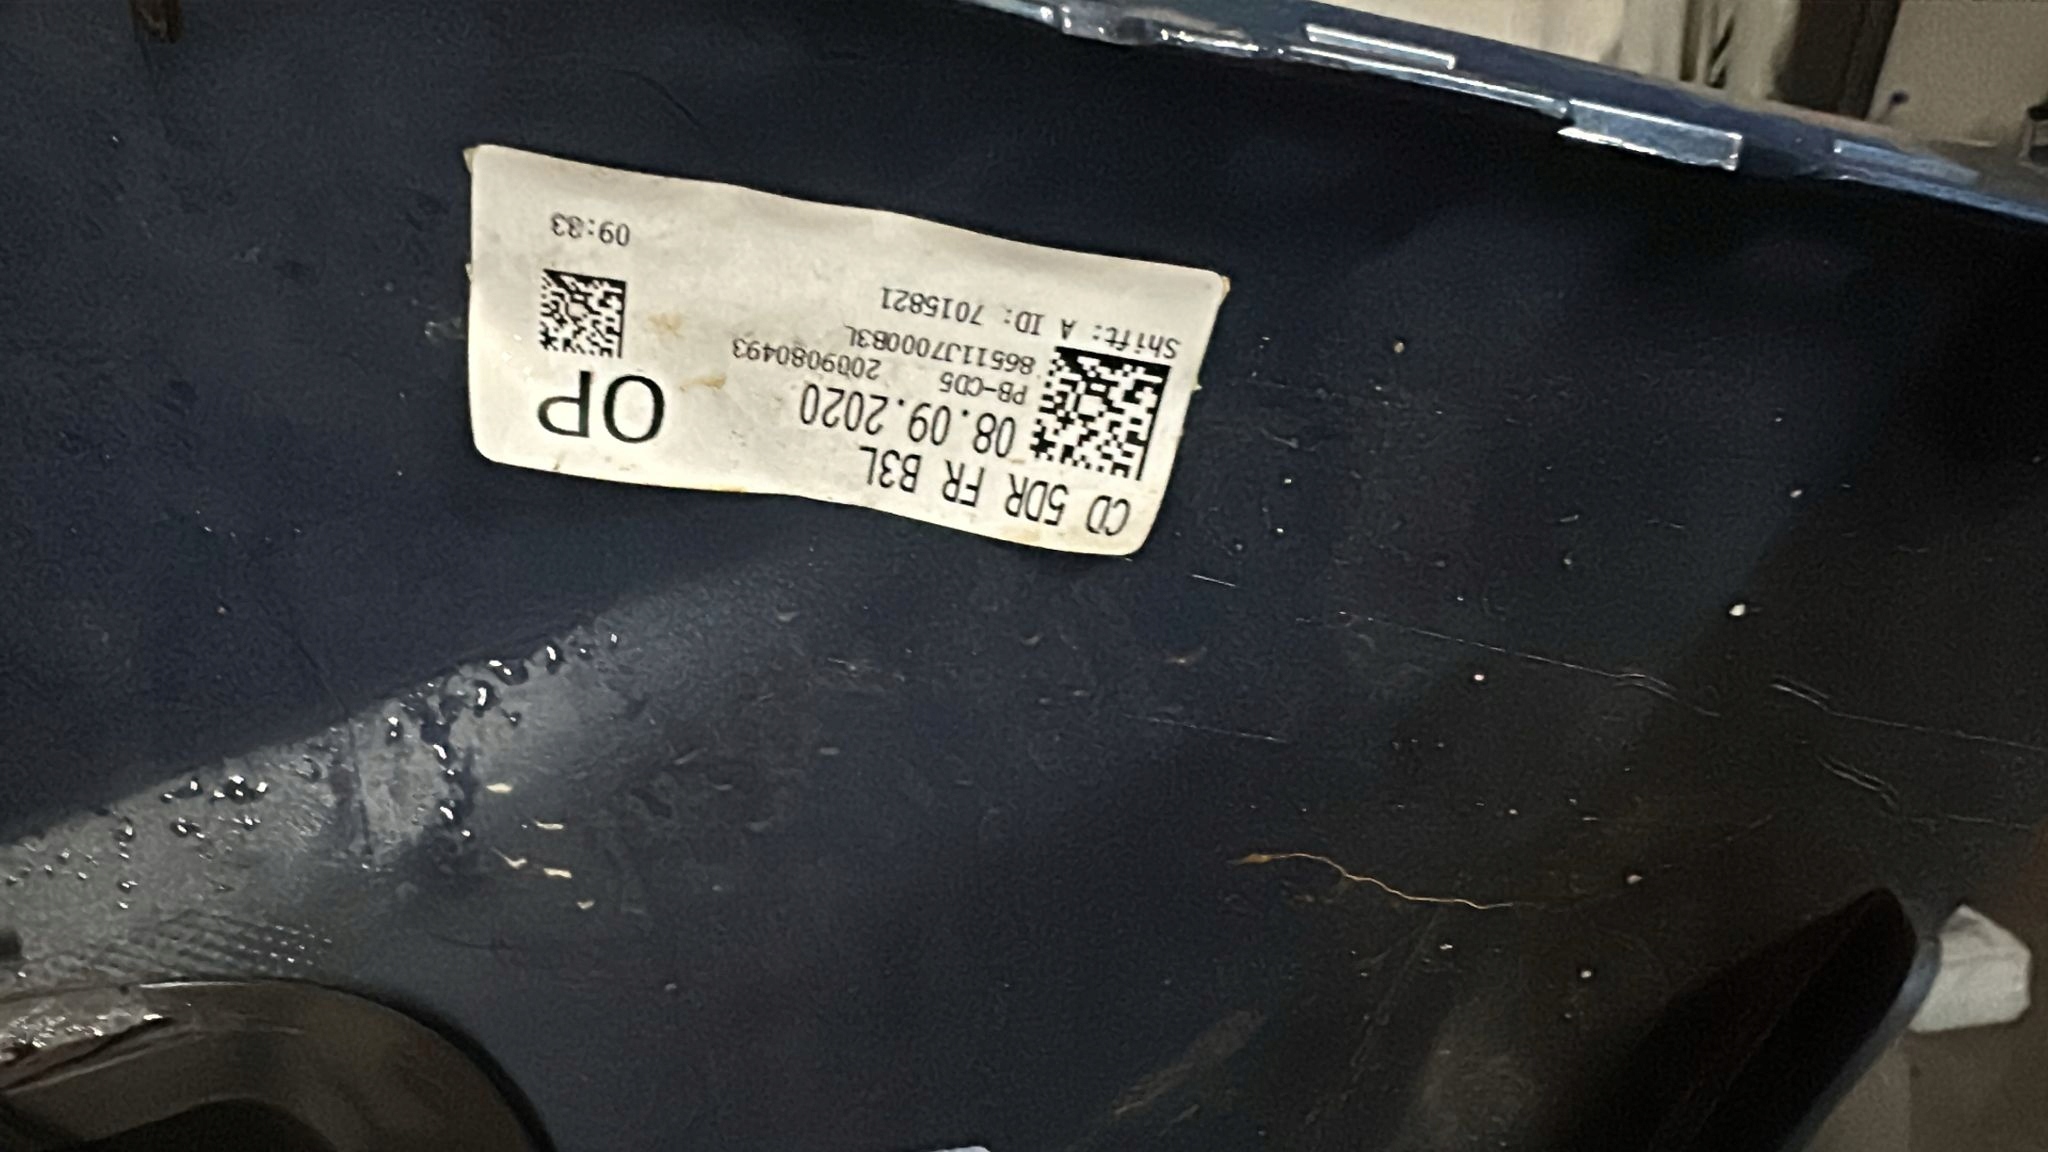 CD 5DR FR B3L
08.09.2020
OP
PB-CD5 2009080493
86511J7000B3L
Shift: A ID: 7015821
09:33